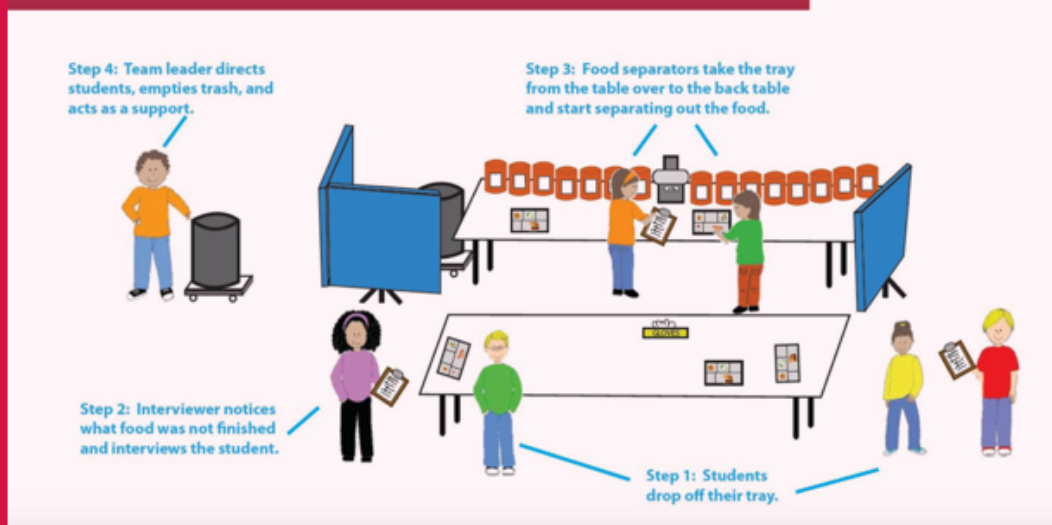 Step 4: Team leader directs
students, empties trash, and
acts as a support.
Step 3: Food separators take the tray
from the table over to the back table
and start separating out the food.
GLOVES
Step 2: Interviewer notices
what food was not finished
and interviews the student.
Step 1: Students
drop off their tray.